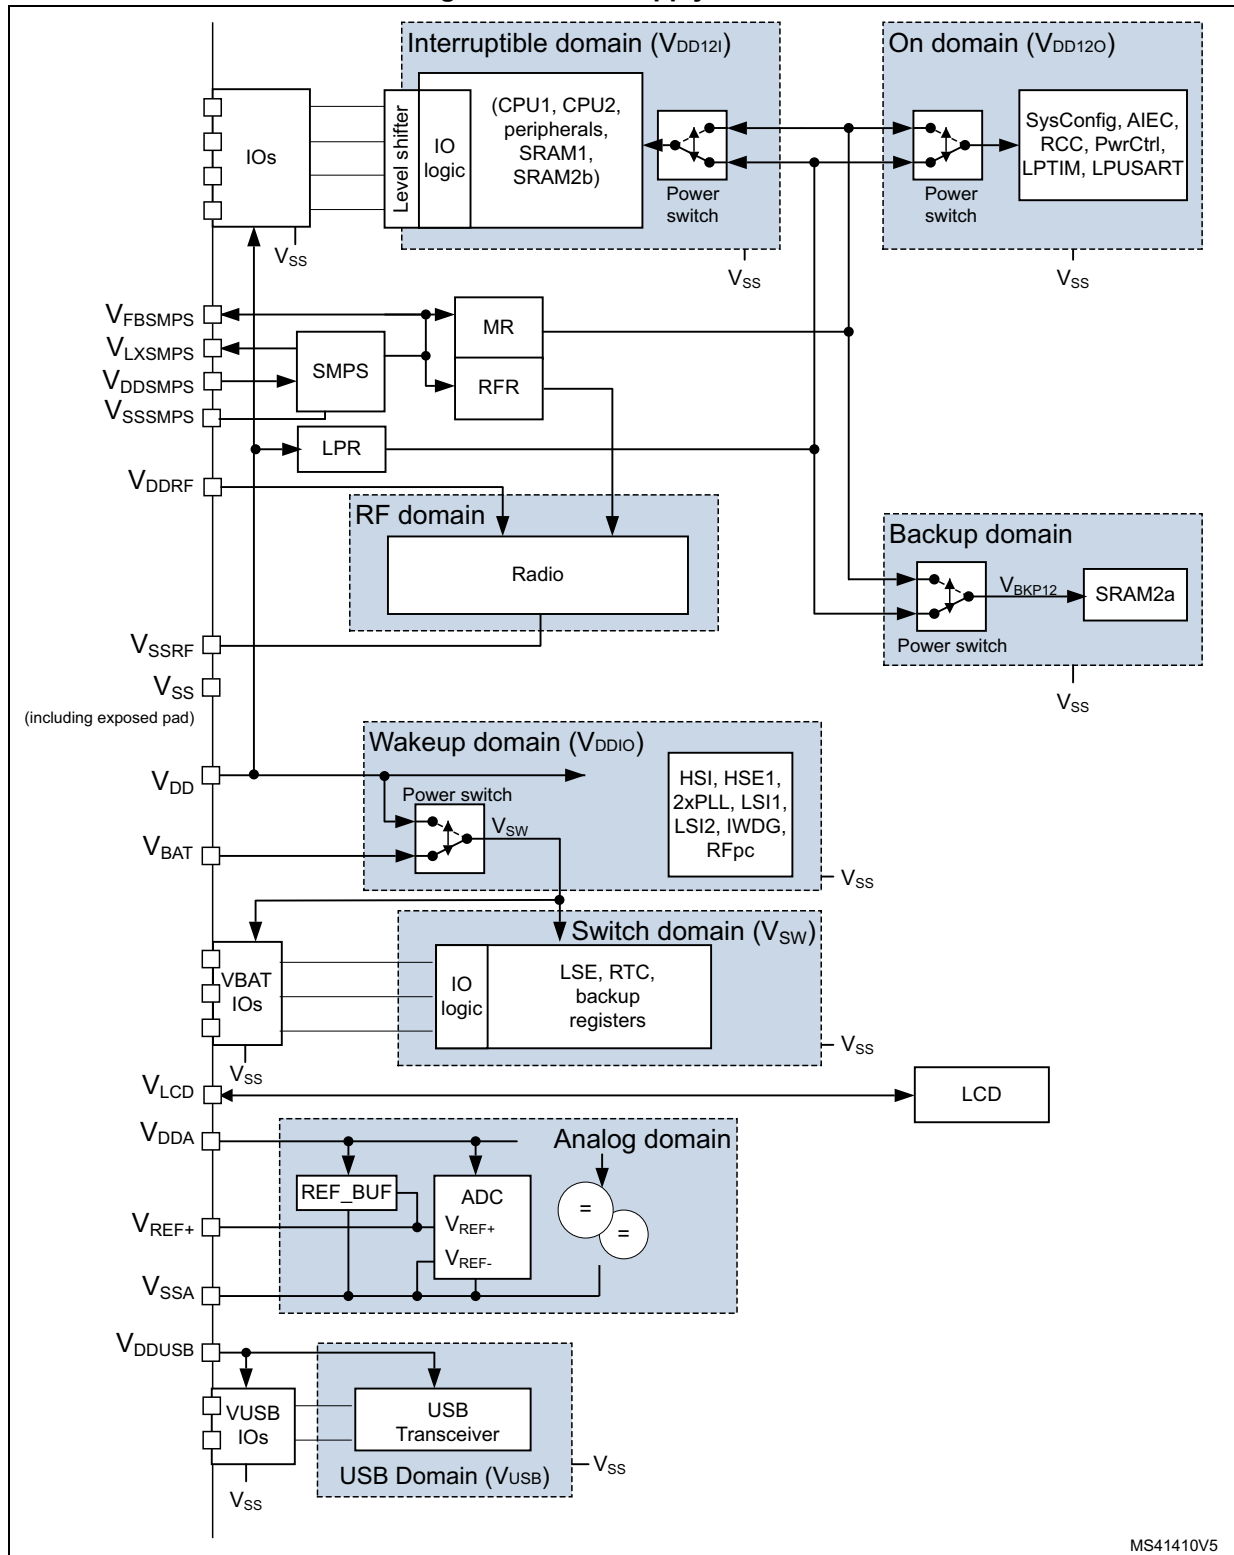 Interruptible domain (VDD12I)
On domain (VDD12O)
IOs
Level shifter
IO
logic
(CPU1, CPU2,
peripherals,
SRAM1,
SRAM2b)
Power
switch
Power
switch
SysConfig, AIEC,
RCC, PwrCtrl,
LPTIM, LPUSART
VSS
VSS
VSS
VFBSMPS
VLXSMPS
VDDSMPS
VSSSMPS
SMPS
MR
RFR
LPR
VDDRF
RF domain
Radio
Backup domain
VBKP12
SRAM2a
Power switch
VSS
VSSRF
VSS
(including exposed pad)
Wakeup domain (VDDIO)
VDD
Power switch
VSW
VBAT
HSI, HSE1,
2xPLL, LSI1,
LSI2, IWDG,
RFpc
VSS
Switch domain (VSW)
VBAT
IOs
IO
logic
LSE, RTC,
backup
registers
VSS
VSS
VLCD
LCD
VDDA
Analog domain
REF_BUF
ADC
VREF+
VREF-
=
=
VREF+
VSSA
VDDUSB
VUSB
IOs
USB
Transceiver
USB Domain (VUSB)
VSS
VSS
MS41410V5